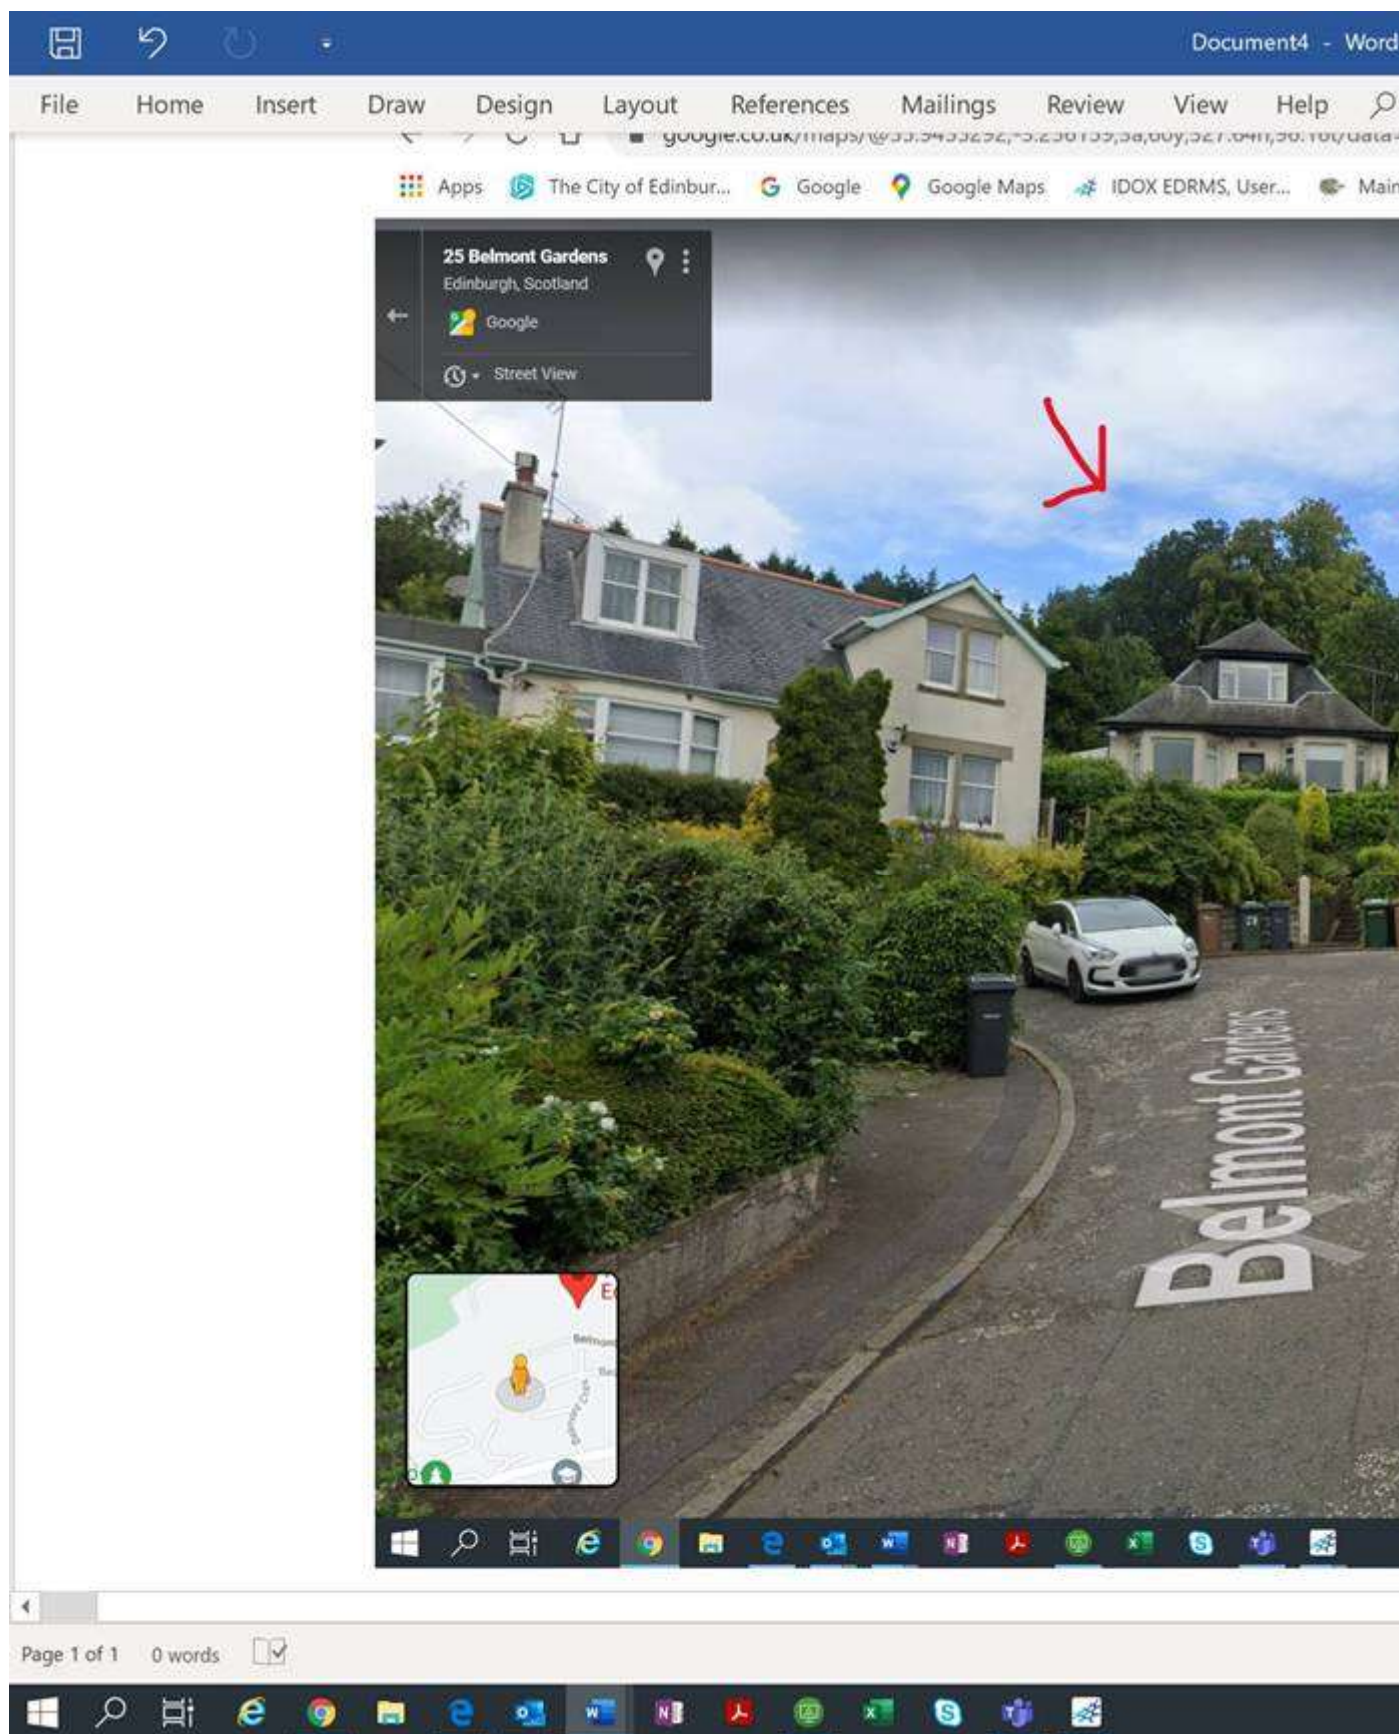 Document4 - Word
File Home Insert Draw Design Layout References Mailings Review View Help
Apps The City of Edinbur... Google Google Maps IDOX EDRMS, User... Main
25 Belmont Gardens
Edinburgh, Scotland
Google
Street View
Belmont Gardens
Page 1 of 1 0 words